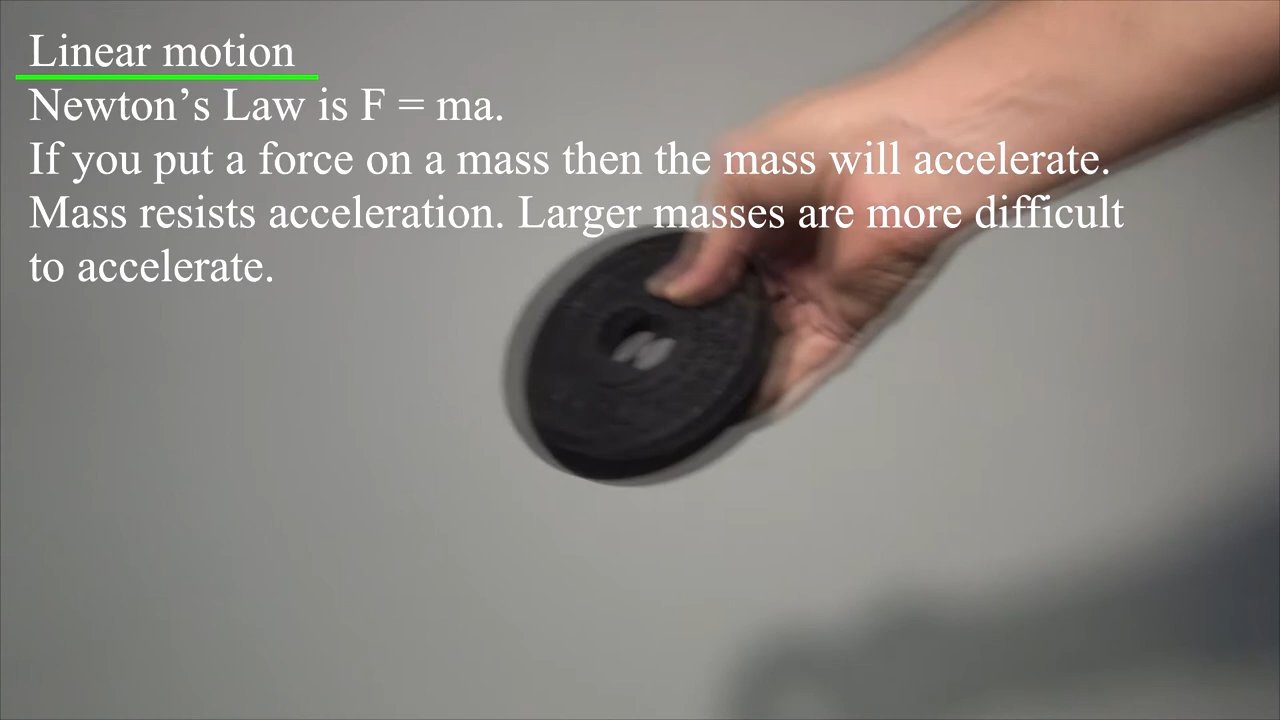 Linear motion
Newton’s Law is F = ma.
If you put a force on a mass then the mass will accelerate.
Mass resists acceleration. Larger masses are more difficult
to accelerate.